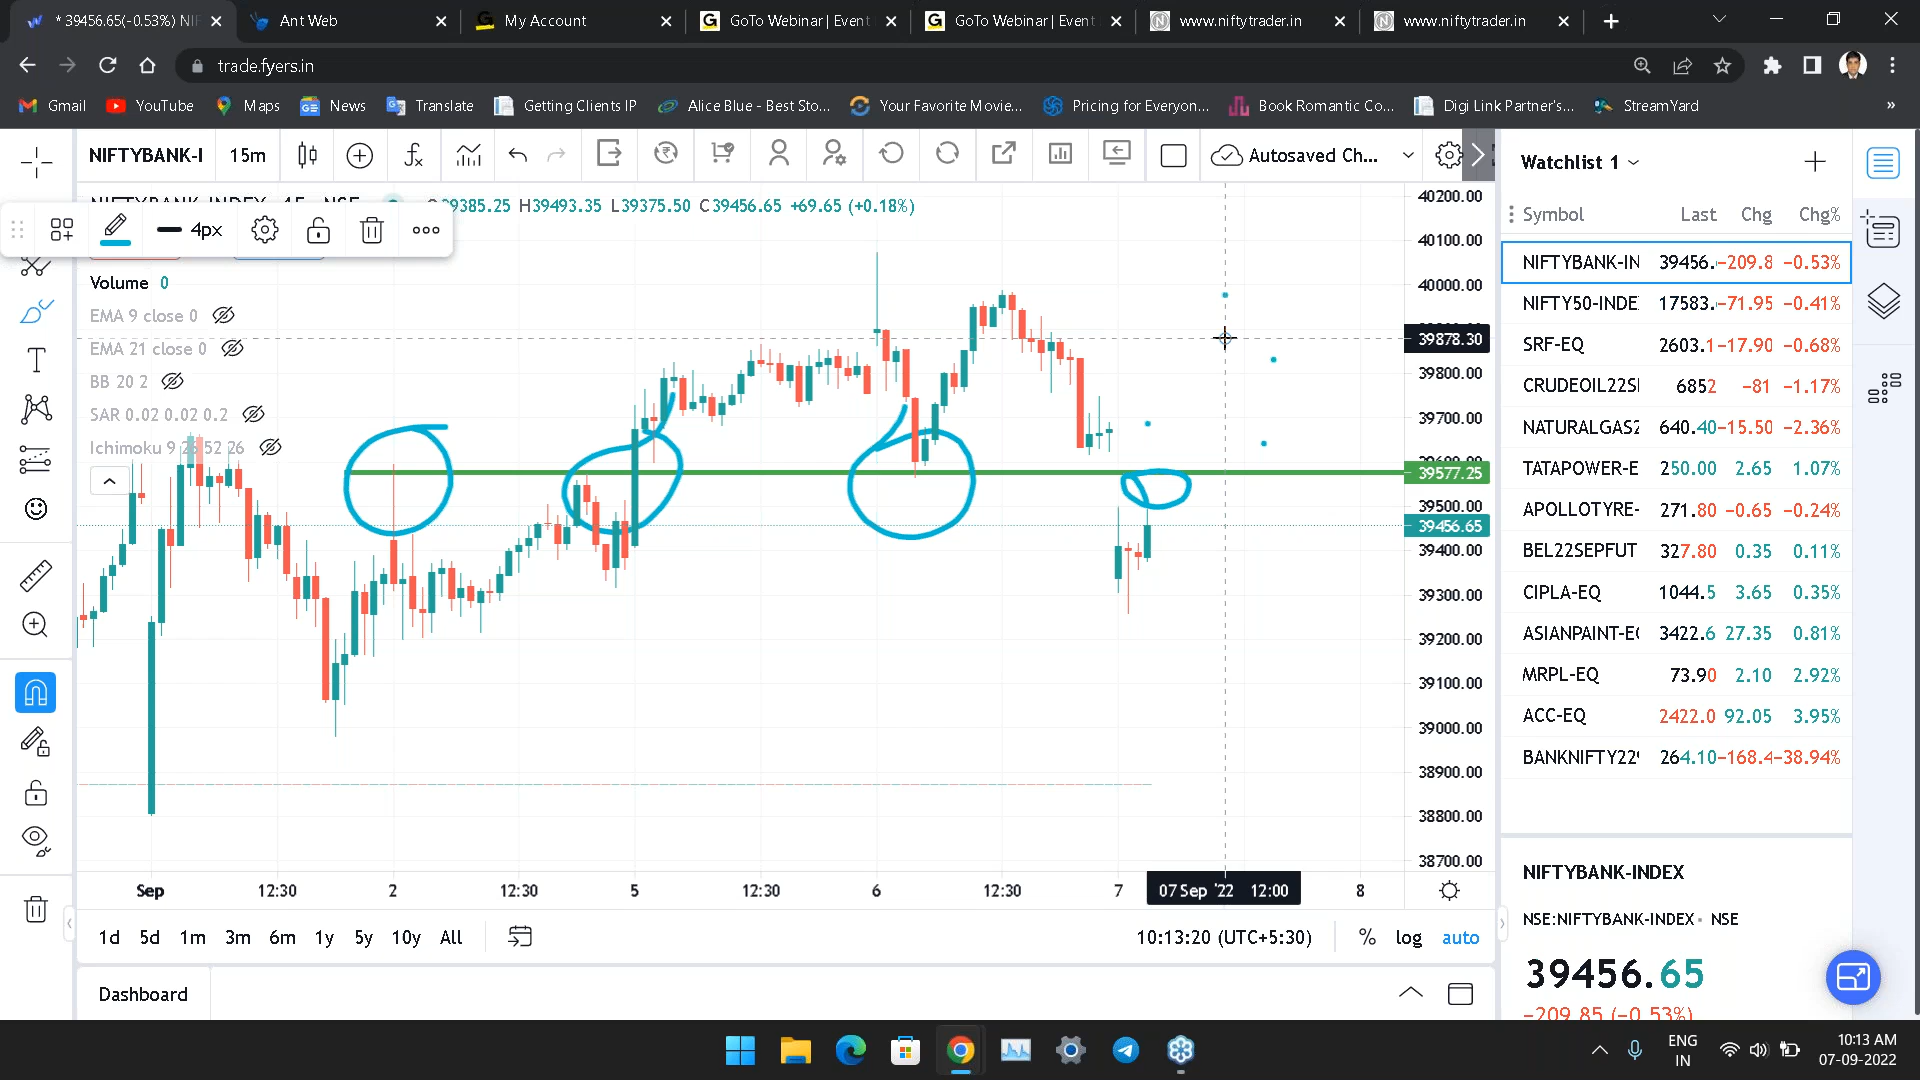 * 39456.65(-0.53%) NIF
Ant Web
My Account
GoTo Webinar | Event
GoTo Webinar | Event
www.niftytrader.in
www.niftytrader.in
trade.fyers.in
Gmail
YouTube
Maps
News
Translate
Getting Clients IP
Alice Blue - Best Sto...
Your Favorite Movie...
Pricing for Everyon...
Book Romantic Co...
Digi Link Partner's...
StreamYard
NIFTYBANK-I
15m
Autosaved Ch...
39385.25 H39493.35 L39375.50 C39456.65 +69.65 (+0.18%)
4px
Volume 0
EMA 9 close 0
EMA 21 close 0
BB 20 2
SAR 0.02 0.02 0.2
Ichimoku 9 26 52 26
40200.00
40100.00
40000.00
39878.30
39800.00
39700.00
39577.25
39500.00
39456.65
39400.00
39300.00
39200.00
39100.00
39000.00
38900.00
38800.00
38700.00
Sep 12:30 2 12:30 5 12:30 6 12:30 7 07 Sep '22 12:00 8
1d 5d 1m 3m 6m 1y 5y 10y All
10:13:20 (UTC+5:30) % log auto
Dashboard
Watchlist 1
Symbol Last Chg Chg%
NIFTYBANK-IN 39456. -209.8 -0.53%
NIFTY50-INDE 17583. -71.95 -0.41%
SRF-EQ 2603.1 -17.90 -0.68%
CRUDEOIL22S 6852 -81 -1.17%
NATURALGAS2 640.40 -15.50 -2.36%
TATAPOWER-E 250.00 2.65 1.07%
APOLLOTYRE- 271.80 -0.65 -0.24%
BEL22SEPFUT 327.80 0.35 0.11%
CIPLA-EQ 1044.5 3.65 0.35%
ASIANPAINT-E 3422.6 27.35 0.81%
MRPL-EQ 73.90 2.10 2.92%
ACC-EQ 2422.0 92.05 3.95%
BANKNIFTY22 264.10 -168.4 -38.94%
NIFTYBANK-INDEX
NSE:NIFTYBANK-INDEX • NSE
39456.65
-209.85 (-0.53%)
ENG
IN
10:13 AM
07-09-2022